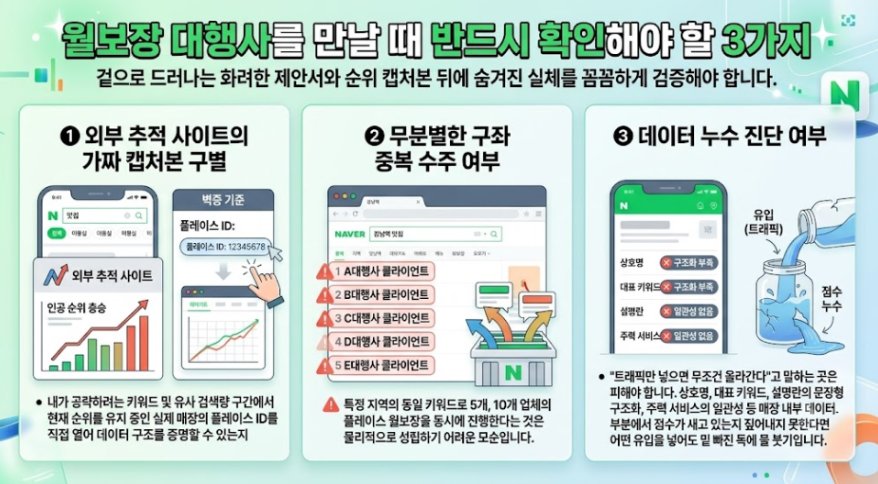 월보장 대행사를 만날 때 반드시 확인해야 할 3가지
겉으로 드러나는 화려한 제안서와 순위 캡처본 뒤에 숨겨진 실체를 꼼꼼하게 검증해야 합니다.
N
❶ 외부 추적 사이트의
가짜 캡처본 구별
9:41
N 맛집
미용실 미용실 미용실
외부 추적 사이트
인공 순위 층승
벽증 기준
플레이스 ID:
플레이스 ID: 12345678
• 내가 공략하려는 키워드 및 유사 검색량 구간에서
현재 순위를 유지 중인 실제 매장의 플레이스 ID를
직접 열어 데이터 구조를 증명할 수 있는지
❷ 무분별한 구좌
중복 수주 여부
NAVER
1 A대행사 클라이언트
2 B대행사 클라이언트
3 C대행사 클라이언트
4 D대행사 클라이언트
5 E대행사 클라이언트
N
특정 지역의 동일 키워드로 5개, 10개 업체의
플레이스 월보장을 동시에 진행한다는 것은
물리적으로 성립하기 어려운 모순입니다.
❸ 데이터 누수 진단 여부
9:41
N
상호명 구조화 부족
대표 키워드 구조화 부족
설명란 일관성 없음
주력 서비스 일관성 없음
유입
(트래픽)
점수
누수
• "트래픽만 넣으면 무조건 올라간다"고 말하는 곳은
피해야 합니다. 상호명, 대표 키워드, 설명란의 문장형
구조화, 주력 서비스의 일관성 등 매장 내부 데이터.
부분에서 점수가 새고 있는지 짚어내지 못한다면
어떤 유입을 넣어도 밑 빠진 독에 물 붓기입니다.